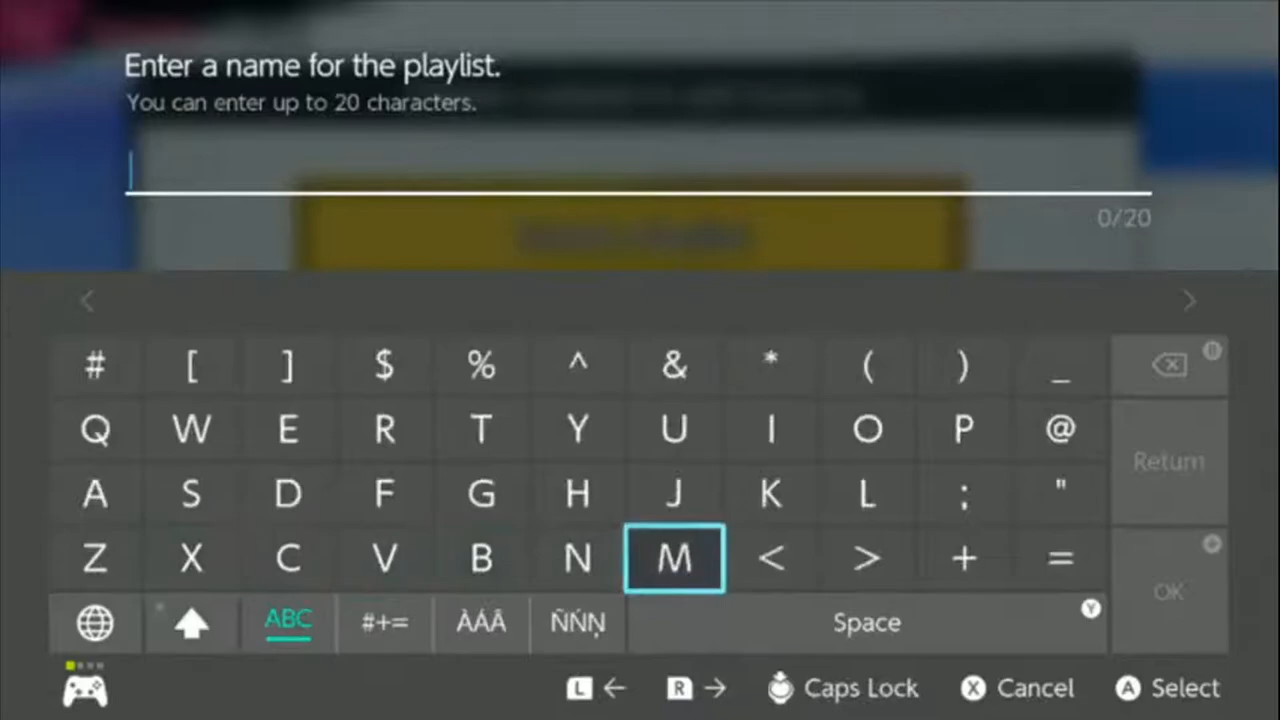 Enter a name for the playlist.
You can enter up to 20 characters.
0/20
< >
# [ ] $ % ^ & * ( ) _
Q W E R T Y U I O P @
Return
A S D F G H J K L ; "
Z X C V B N M < > + =
OK
ABC #+= ÀÁÂ ÑŃŅ Space Y
L ← R → Caps Lock X Cancel A Select